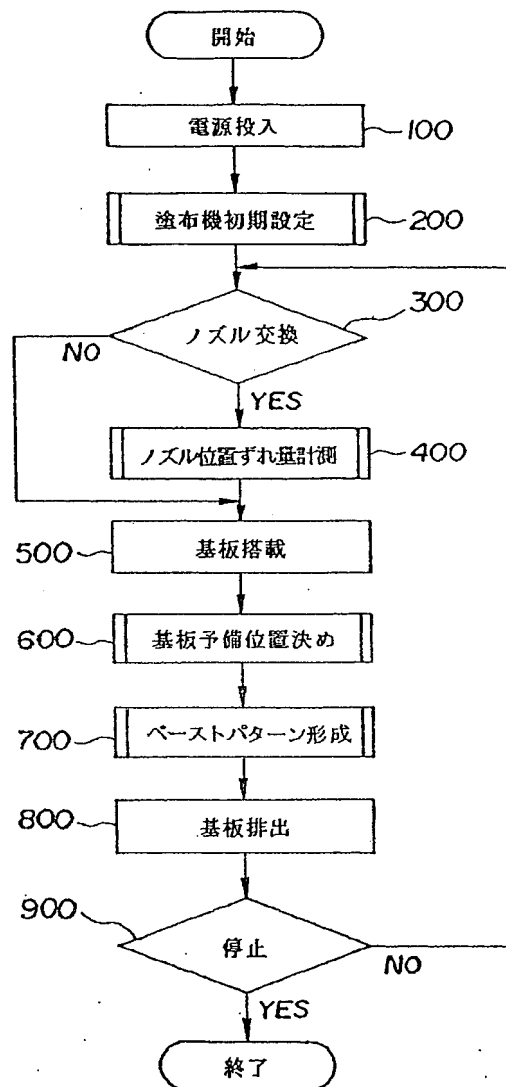 開始
電源投入
100
塗布機初期設定
200
300
ノズル交換
NO
YES
ノズル位置ずれ量計測
400
500
基板搭載
600
基板予備位置決め
700
ペーストパターン形成
800
基板排出
900
停止
NO
YES
終了